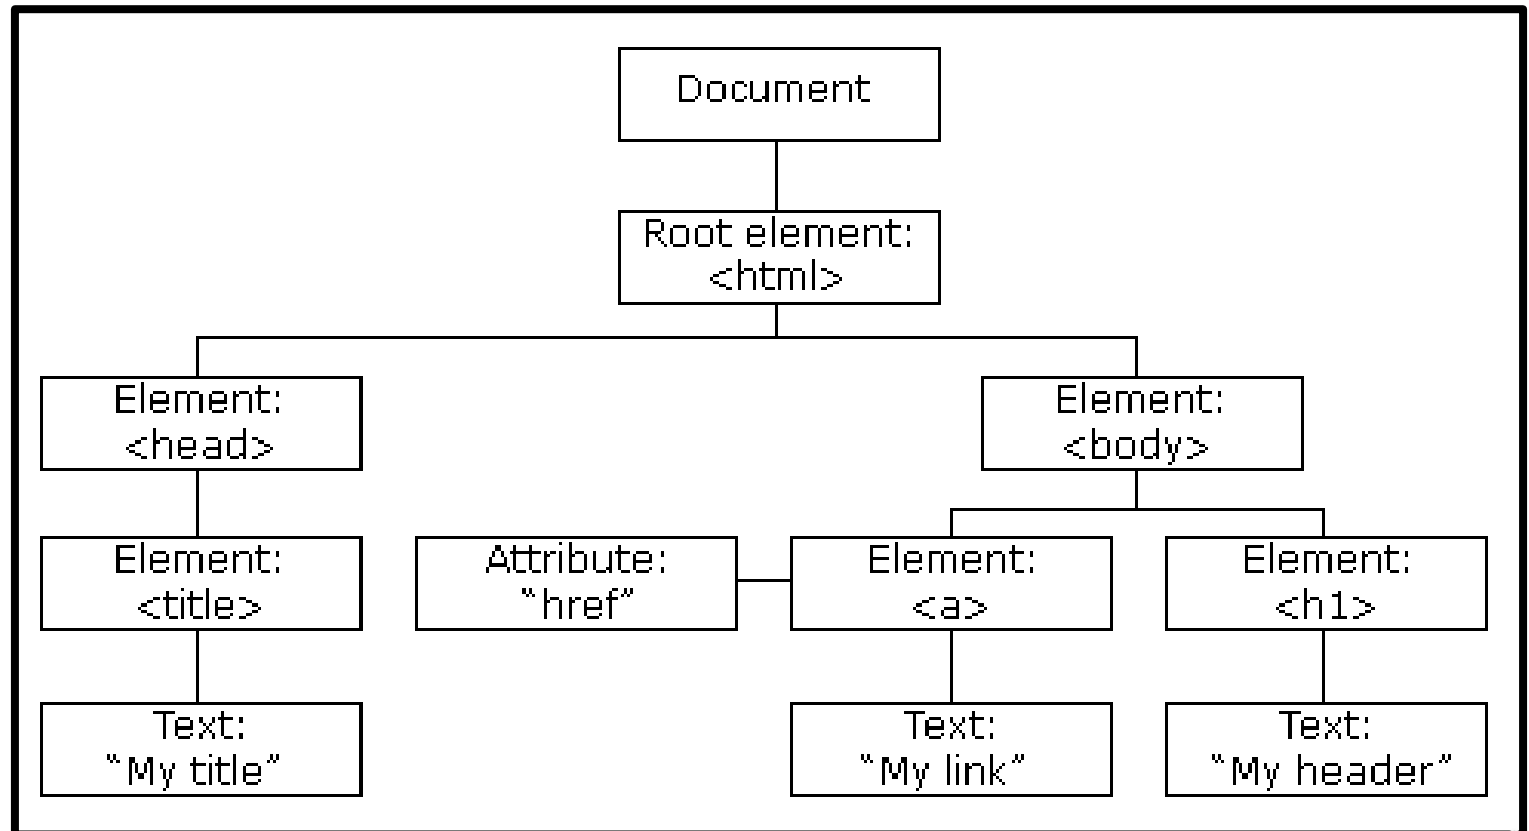 Document
Root element:
<html>
Element:
<head>
Element:
<body>
Element:
<title>
Attribute:
“href”
Element:
<a>
Element:
<h1>
Text:
“My title”
Text:
“My link”
Text:
“My header”